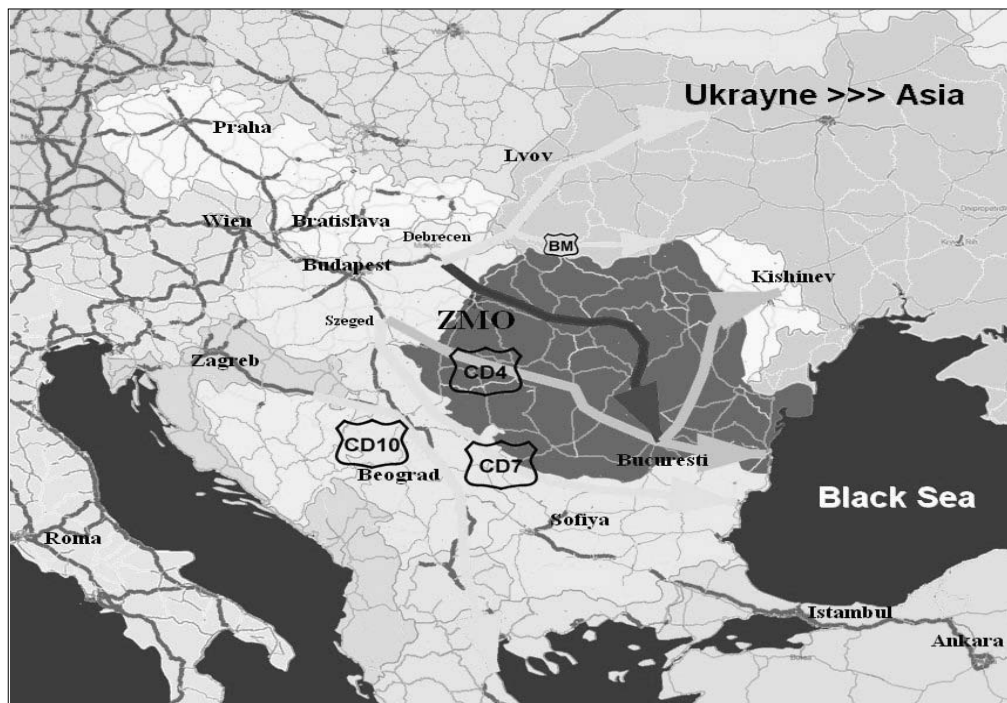 Ukrayne >>> Asia
Praha
Lvov
Wien
Bratislava
Debrecen
BM
Budapest
Kishinev
Szeged
ZMO
Zagreb
CD4
CD10
CD7
Beograd
Bucuresti
Black Sea
Sofiya
Roma
Istambul
Ankara